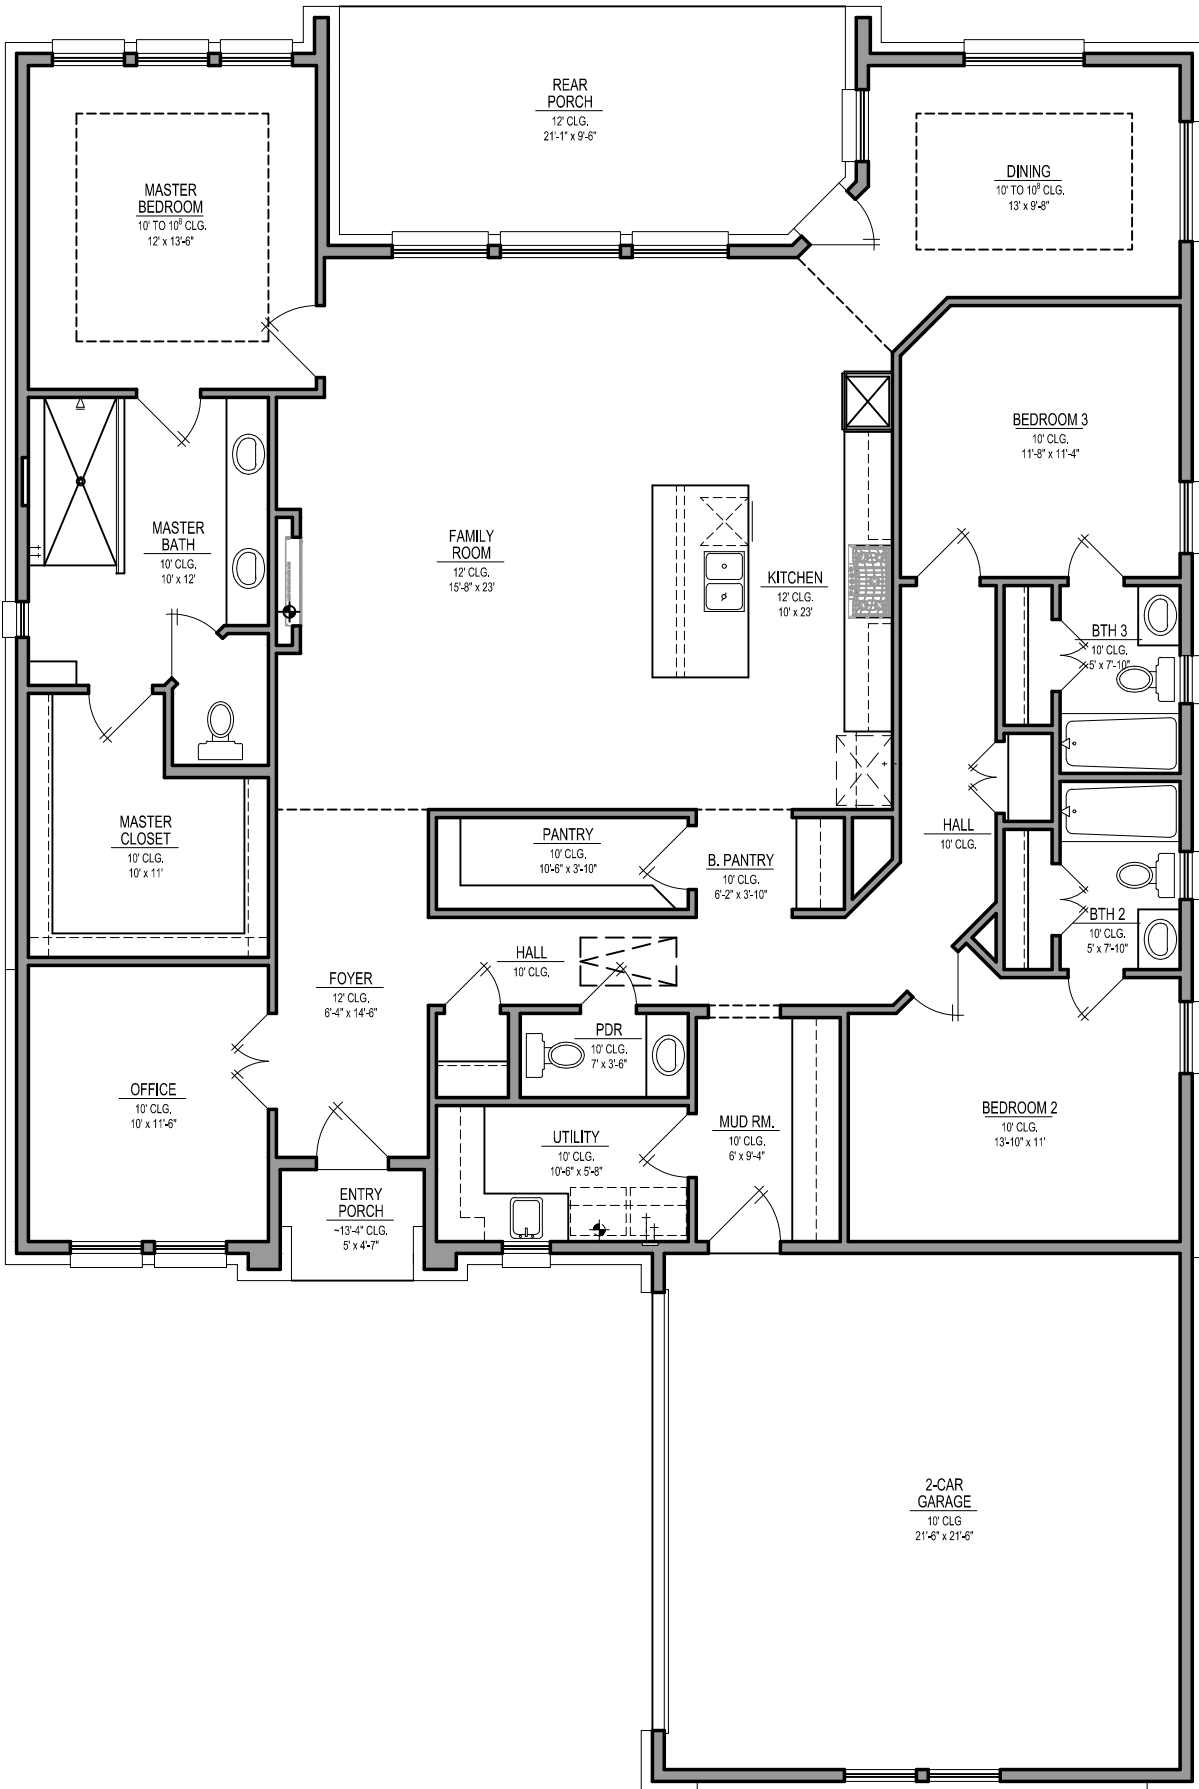 REAR
PORCH
12' CLG.
21'-1" x 9'-6"
MASTER
BEDROOM
10' TO 10⁸ CLG.
12' x 13'-6"
DINING
10' TO 10⁸ CLG.
13' x 9'-8"
BEDROOM 3
10' CLG.
11'-8" x 11'-4"
MASTER
BATH
10' CLG.
10' x 12'
FAMILY
ROOM
12' CLG.
15'-8" x 23'
KITCHEN
12' CLG.
10' x 23'
BTH 3
10' CLG.
5' x 7'-10"
MASTER
CLOSET
10' CLG.
10' x 11'
PANTRY
10' CLG.
10'-6" x 3'-10"
B. PANTRY
10' CLG.
6'-2" x 3'-10"
HALL
10' CLG.
BTH 2
10' CLG.
5' x 7'-10"
HALL
10' CLG.
FOYER
12' CLG.
6'-4" x 14'-6"
PDR
10' CLG.
7' x 3'-6"
OFFICE
10' CLG.
10' x 11'-6"
UTILITY
10' CLG.
10'-6" x 5'-8"
MUD RM.
10' CLG.
6' x 9'-4"
BEDROOM 2
10' CLG.
13'-10" x 11'
ENTRY
PORCH
~13'-4" CLG.
5' x 4'-7"
2-CAR
GARAGE
10' CLG
21'-6" x 21'-6"